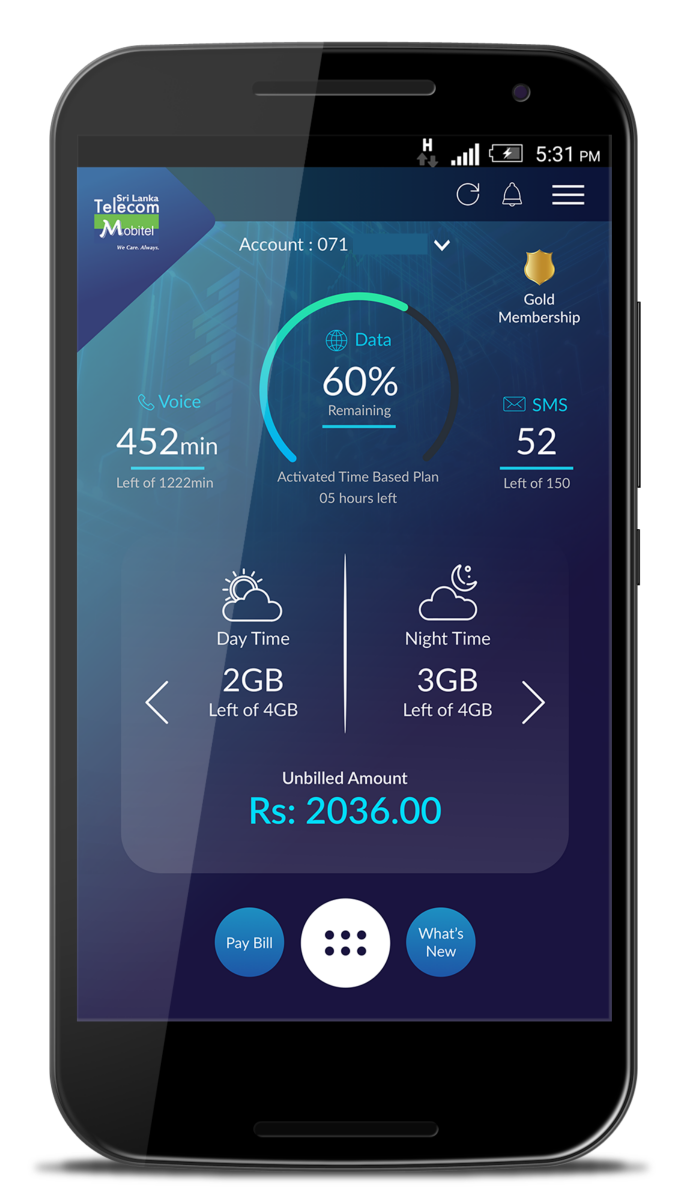 H
5:31 PM
Sri Lanka
Telecom
Mobitel
We Care. Always.
Account : 071
Gold
Membership
Data
60%
Remaining
Voice
452min
Left of 1222min
SMS
52
Left of 150
Activated Time Based Plan
05 hours left
Day Time
2GB
Left of 4GB
Night Time
3GB
Left of 4GB
Unbilled Amount
Rs: 2036.00
Pay Bill
What's
New